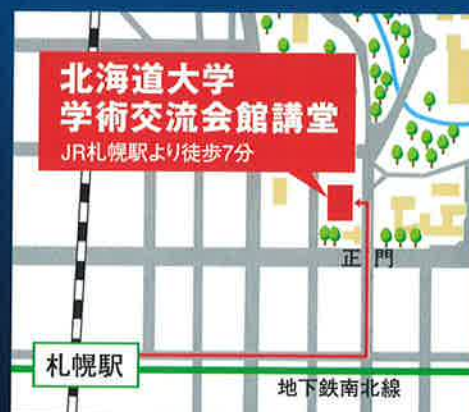 北海道大学
学術交流会館講堂
JR札幌駅より徒歩7分
正門
札幌駅
地下鉄南北線